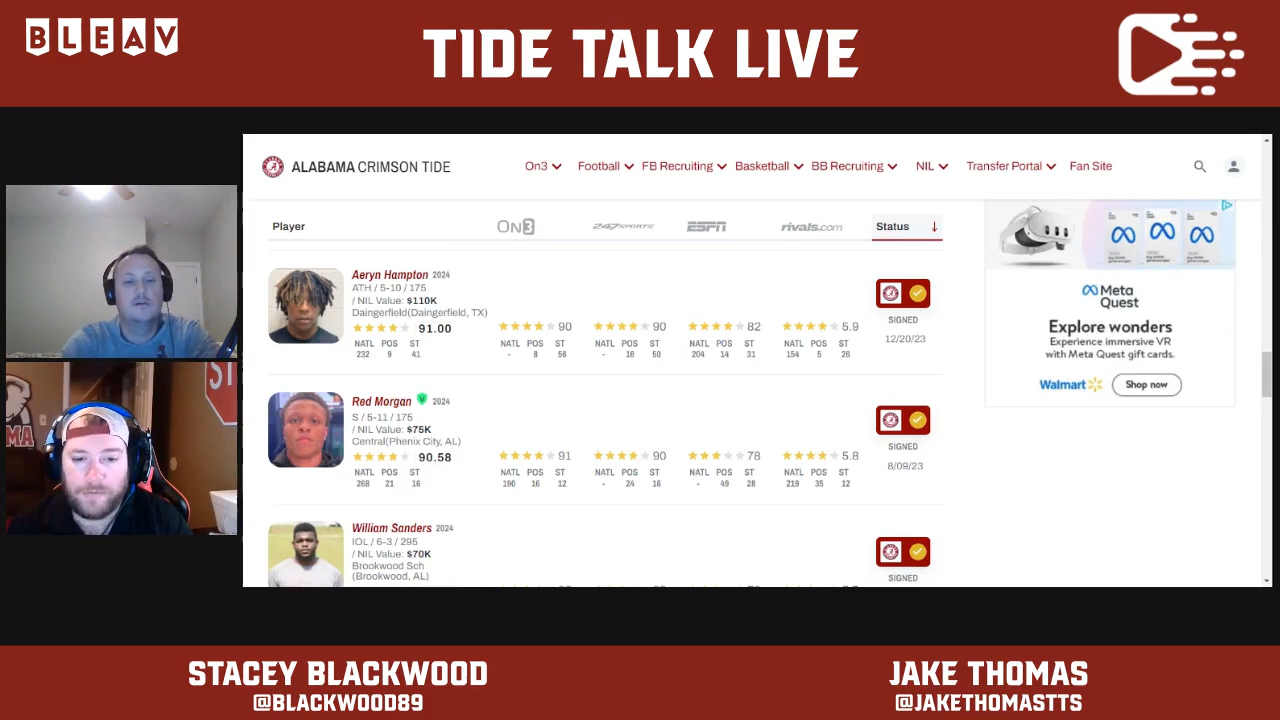 BLEAV
TIDE TALK LIVE
ALABAMA CRIMSON TIDE
On3 Football FB Recruiting Basketball BB Recruiting NIL Transfer Portal Fan Site
Player ON3 247SPORTS ESPN rivals.com Status
Aeryn Hampton 2024
ATH / 5-10 / 175
/ NIL Value: $110K
Daingerfield(Daingerfield, TX)
91.00 90 90 82 5.9
NATL POS ST NATL POS ST NATL POS ST NATL POS ST NATL POS ST
232 9 41 - 8 56 - 16 50 204 14 31 154 5 26
SIGNED
12/20/23
Red Morgan 2024
S / 5-11 / 175
/ NIL Value: $75K
Central(Phenix City, AL)
90.58 91 90 78 5.8
NATL POS ST NATL POS ST NATL POS ST NATL POS ST NATL POS ST
268 21 16 190 16 12 - 24 16 - 49 28 219 35 12
SIGNED
8/09/23
William Sanders 2024
IOL / 6-3 / 295
/ NIL Value: $70K
Brookwood Sch
(Brookwood, AL)
SIGNED
Meta
Quest
Explore wonders
Experience immersive VR
with Meta Quest gift cards.
Walmart Shop now
ST
MA
STACEY BLACKWOOD
@BLACKWOOD89
JAKE THOMAS
@JAKETHOMASTTS